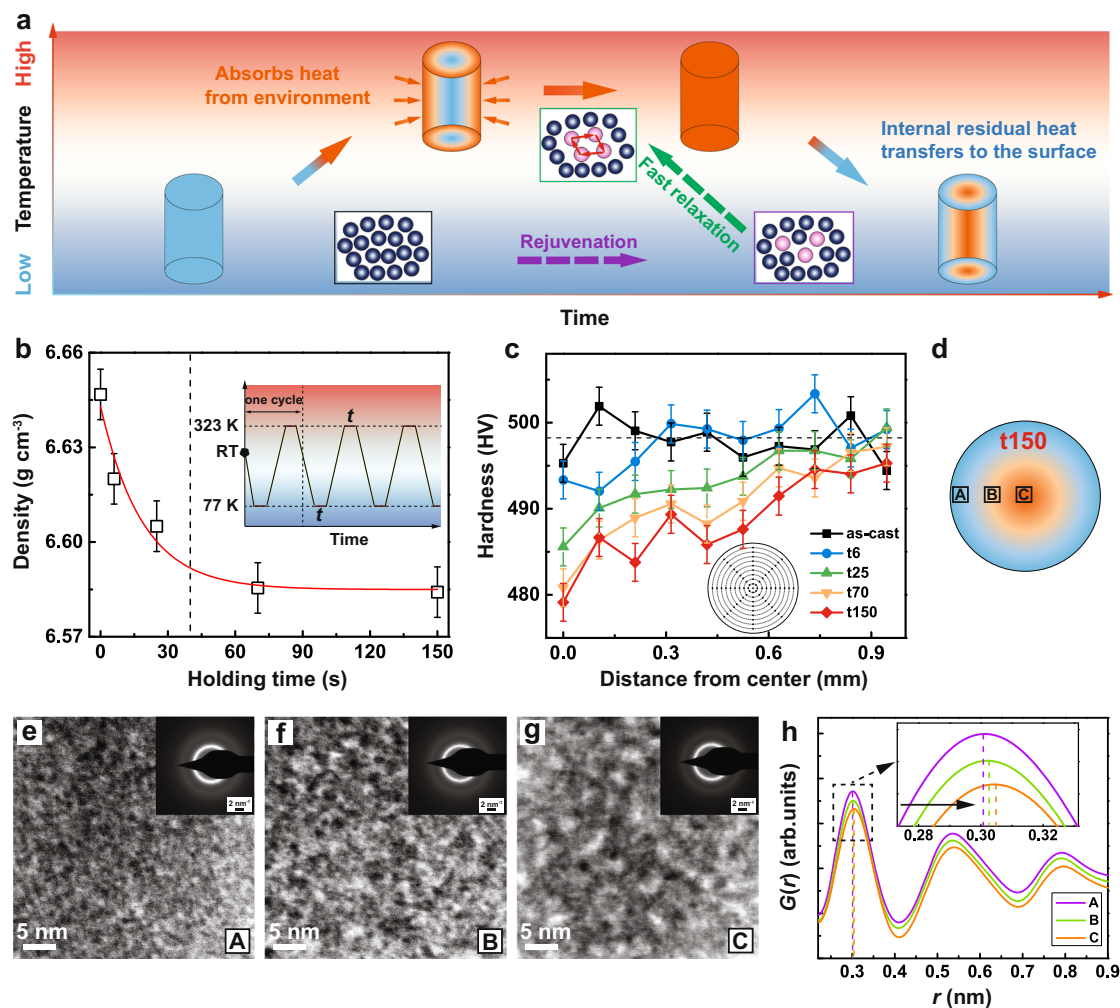 a
High
Temperature
Low
Absorbs heat
from environment
Internal residual heat
transfers to the surface
Fast relaxation
Rejuvenation
Time
b
6.66
6.63
6.60
6.57
Density (g cm⁻³)
0
30
60
90
120
150
Holding time (s)
one cycle
323 K
RT
77 K
t
t
Time
c
500
490
480
Hardness (HV)
0.0
0.3
0.6
0.9
Distance from center (mm)
as-cast
t6
t25
t70
t150
d
t150
A
B
C
e
2 nm⁻¹
5 nm
A
f
2 nm⁻¹
5 nm
B
g
2 nm⁻¹
5 nm
C
h
G(r) (arb.units)
0.28
0.30
0.32
A
B
C
0.3
0.4
0.5
0.6
0.7
0.8
0.9
r (nm)